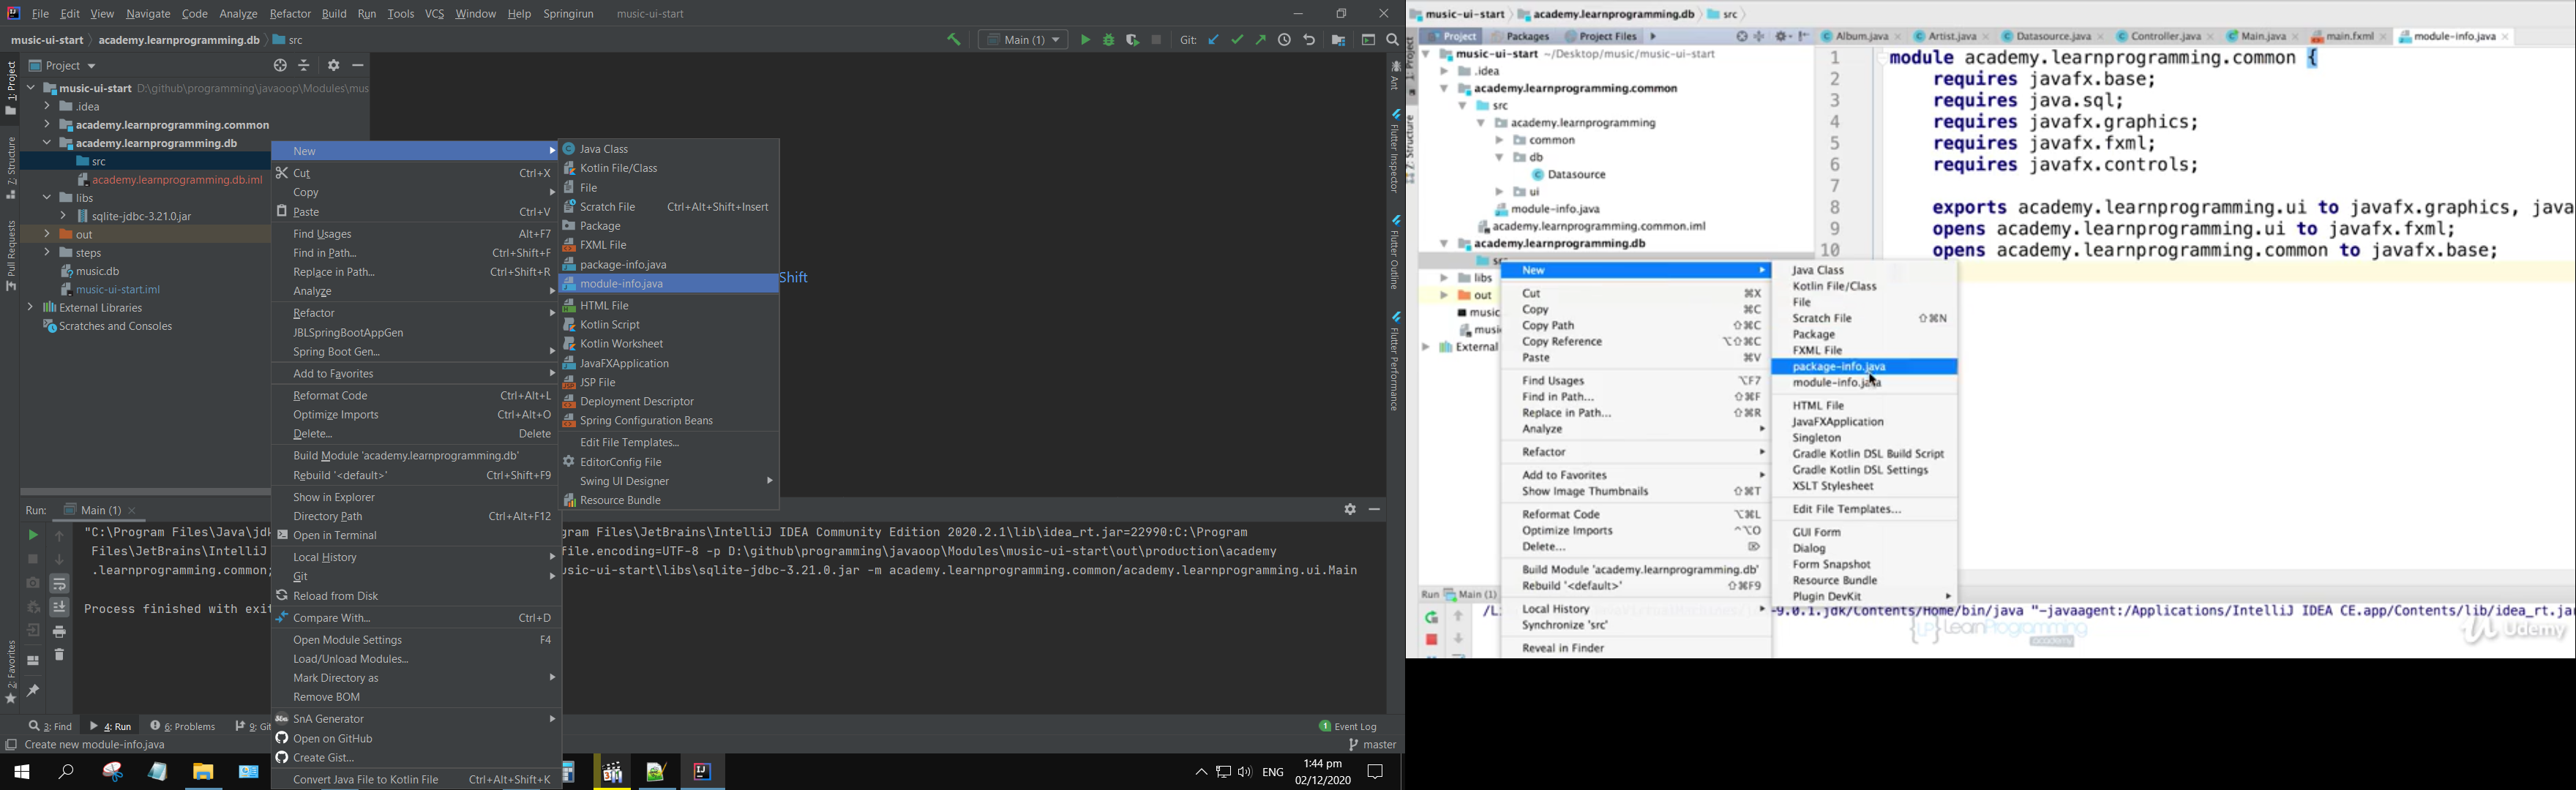 File Edit View Navigate Code Analyze Refactor Build Run Tools VCS Window Help Springirun music-ui-start
music-ui-start academy.learnprogramming.db src
Main (1) Git:
Project
music-ui-start D:\github\programming\javaoop\Modules\mus
.idea
academy.learnprogramming.common
academy.learnprogramming.db
src
academy.learnprogramming.db.iml
libs
sqlite-jdbc-3.21.0.jar
out
steps
music.db
music-ui-start.iml
External Libraries
Scratches and Consoles
1: Project
7: Structure
Pull Requests
2: Favorites
New
Cut Ctrl+X
Copy
Paste Ctrl+V
Find Usages Alt+F7
Find in Path... Ctrl+Shift+F
Replace in Path... Ctrl+Shift+R
Analyze
Refactor
JBLSpringBootAppGen
Spring Boot Gen...
Add to Favorites
Reformat Code Ctrl+Alt+L
Optimize Imports Ctrl+Alt+O
Delete... Delete
Build Module 'academy.learnprogramming.db'
Rebuild '<default>' Ctrl+Shift+F9
Show in Explorer
Directory Path Ctrl+Alt+F12
Open in Terminal
Local History
Git
Reload from Disk
Compare With... Ctrl+D
Open Module Settings F4
Load/Unload Modules...
Mark Directory as
Remove BOM
SnA Generator
Open on GitHub
Create Gist...
Convert Java File to Kotlin File Ctrl+Alt+Shift+K
Java Class
Kotlin File/Class
File
Scratch File Ctrl+Alt+Shift+Insert
Package
FXML File
package-info.java
module-info.java
HTML File
Kotlin Script
Kotlin Worksheet
JavaFXApplication
JSP File
Deployment Descriptor
Spring Configuration Beans
Edit File Templates...
EditorConfig File
Swing UI Designer
Resource Bundle
Shift
Ant
Flutter Inspector
Flutter Outline
Flutter Performance
Run: Main (1)
"C:\Program Files\Java\jdk gram Files\JetBrains\IntelliJ IDEA Community Edition 2020.2.1\lib\idea_rt.jar=22990:C:\Program
Files\JetBrains\IntelliJ file.encoding=UTF-8 -p D:\github\programming\javaoop\Modules\music-ui-start\out\production\academy
.learnprogramming.common; usic-ui-start\libs\sqlite-jdbc-3.21.0.jar -m academy.learnprogramming.common/academy.learnprogramming.ui.Main
Process finished with exit
3: Find 4: Run 6: Problems 9: Git
1 Event Log
Create new module-info.java
master
ENG
1:44 pm
02/12/2020
music-ui-start academy.learnprogramming.db src
Project Packages Project Files
Album.java Artist.java Datasource.java Controller.java Main.java main.fxml module-info.java
1: Project
7: Structure
music-ui-start ~/Desktop/music/music-ui-start
.idea
academy.learnprogramming.common
src
academy.learnprogramming
common
db
Datasource
ui
module-info.java
academy.learnprogramming.common.iml
academy.learnprogramming.db
src
libs
out
music
musi
External
1 module academy.learnprogramming.common {
2 requires javafx.base;
3 requires java.sql;
4 requires javafx.graphics;
5 requires javafx.fxml;
6 requires javafx.controls;
7
8 exports academy.learnprogramming.ui to javafx.graphics, java
9 opens academy.learnprogramming.ui to javafx.fxml;
10 opens academy.learnprogramming.common to javafx.base;
New
Cut ⌘X
Copy ⌘C
Copy Path ⇧⌘C
Copy Reference ⌥⇧⌘C
Paste ⌘V
Find Usages ⌥F7
Find in Path... ⇧⌘F
Replace in Path... ⇧⌘R
Analyze
Refactor
Add to Favorites
Show Image Thumbnails ⇧⌘T
Reformat Code ⌥⌘L
Optimize Imports ^⌥O
Delete... ⌦
Build Module 'academy.learnprogramming.db'
Rebuild '<default>' ⇧⌘F9
Local History
Synchronize 'src'
Reveal in Finder
Java Class
Kotlin File/Class
File
Scratch File ⇧⌘N
Package
FXML File
package-info.java
module-info.java
HTML File
JavaFXApplication
Singleton
Gradle Kotlin DSL Build Script
Gradle Kotlin DSL Settings
XSLT Stylesheet
Edit File Templates...
GUI Form
Dialog
Form Snapshot
Resource Bundle
Plugin DevKit
Run Main (1)
/Li -9.0.1.jdk/Contents/Home/bin/java "-javaagent:/Applications/IntelliJ IDEA CE.app/Contents/lib/idea_rt.jar
LP LearnProgramming
academy
Udemy